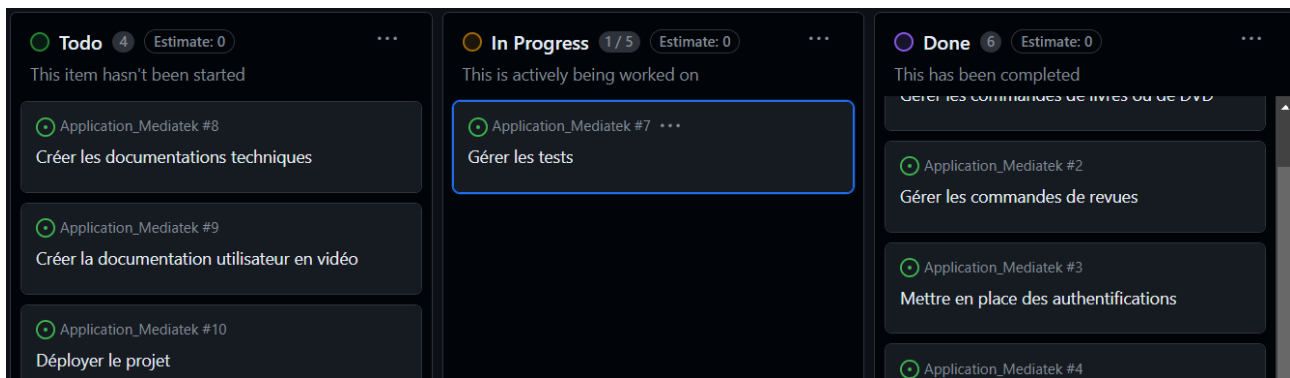 Todo 4 Estimate: 0 ...
This item hasn't been started
Application_Mediatek #8
Créer les documentations techniques
Application_Mediatek #9
Créer la documentation utilisateur en vidéo
Application_Mediatek #10
Déployer le projet
In Progress 1 / 5 Estimate: 0 ...
This is actively being worked on
Application_Mediatek #7 ...
Gérer les tests
Done 6 Estimate: 0 ...
This has been completed
Gérer les commandes de livres ou de DVD
Application_Mediatek #2
Gérer les commandes de revues
Application_Mediatek #3
Mettre en place des authentifications
Application_Mediatek #4